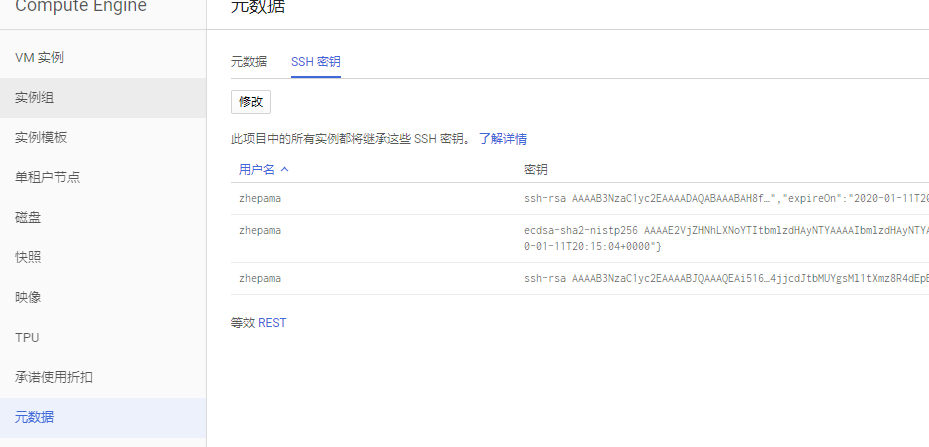 Compute Engine
元数据
VM 实例
实例组
实例模板
单租户节点
磁盘
快照
映像
TPU
承诺使用折扣
元数据
元数据 SSH 密钥
修改
此项目中的所有实例都将继承这些 SSH 密钥。 了解详情
用户名 密钥
zhepama ssh-rsa AAAAB3NzaC1yc2EAAAADAQABAAABAH8f…","expireOn":"2020-01-11T20
zhepama ecdsa-sha2-nistp256 AAAAE2VjZHNhLXNoYTItbmlzdHAyNTYAAAAIbmlzdHAyNTYA
0-01-11T20:15:04+0000"}
zhepama ssh-rsa AAAAB3NzaC1yc2EAAAABJQAAAQEAi516…4jjcdJtbMUYgsMl1tXmz8R4dEpE
等效 REST